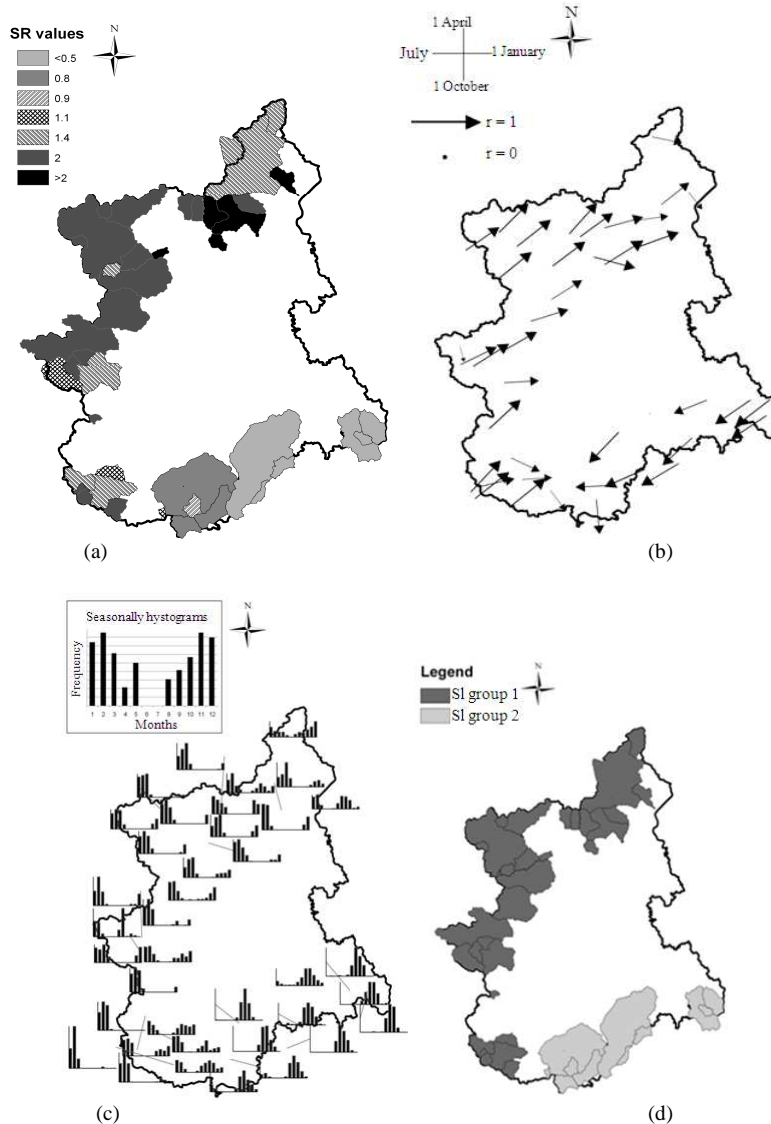 N
SR values
<0.5
0.8
0.9
1.1
1.4
2
>2
(a)
N
1 April
July
1 January
1 October
r = 1
r = 0
(b)
Seasonally hystograms
N
Frequency
1 2 3 4 5 6 7 8 9 10 11 12
Months
(c)
Legend
N
Sl group 1
Sl group 2
(d)